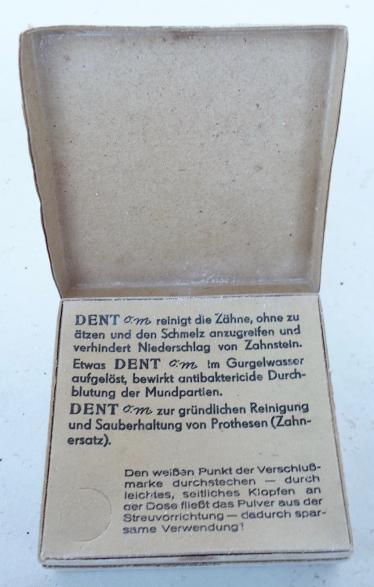 DENT o.m reinigt die Zähne, ohne zu
ätzen und den Schmelz anzugreifen und
verhindert Niederschlag von Zahnstein.
Etwas DENT o.m im Gurgelwasser
aufgelöst, bewirkt antibaktericide Durch-
blutung der Mundpartien.
DENT o.m zur gründlichen Reinigung
und Sauberhaltung von Prothesen (Zahn-
ersatz).
Den weißen Punkt der Verschluß-
marke durchstechen — durch
leichtes, seitliches Klopfen an
der Dose fließt das Pulver aus der
Streuvorrichtung — dadurch spar-
same Verwendung!